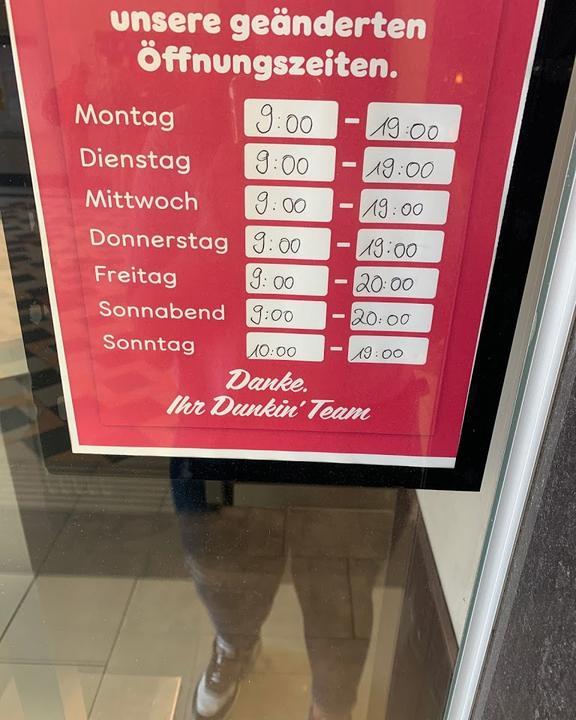 unsere geänderten
Öffnungszeiten.
Montag 9:00 - 19:00
Dienstag 9:00 - 19:00
Mittwoch 9:00 - 19:00
Donnerstag 9:00 - 19:00
Freitag 9:00 - 20:00
Sonnabend 9:00 - 20:00
Sonntag 10:00 - 19:00
Danke.
Ihr Dunkin' Team